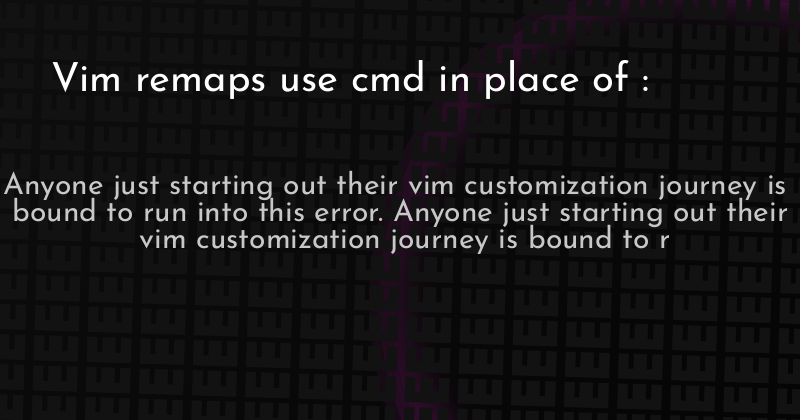 Vim remaps use cmd in place of :
Anyone just starting out their vim customization journey is
bound to run into this error. Anyone just starting out their
vim customization journey is bound to r